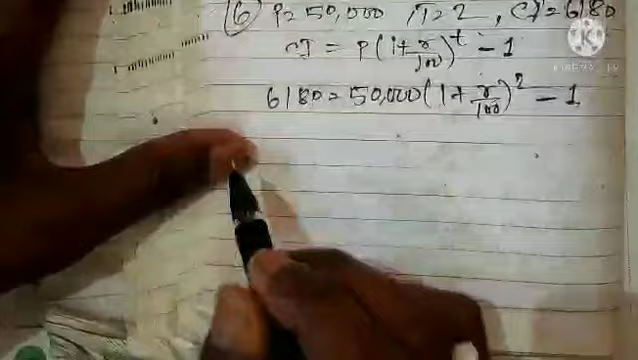 (6) P=50,000 , T=2 , CI=6180
CI = P(1+r/100)^t - 1
6180=50,000(1+r/100)^2 - 1